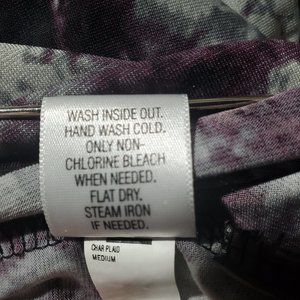 WASH INSIDE OUT.
HAND WASH COLD.
ONLY NON-
CHLORINE BLEACH
WHEN NEEDED.
FLAT DRY.
STEAM IRON
IF NEEDED.
CHAR PLAID
MEDIUM